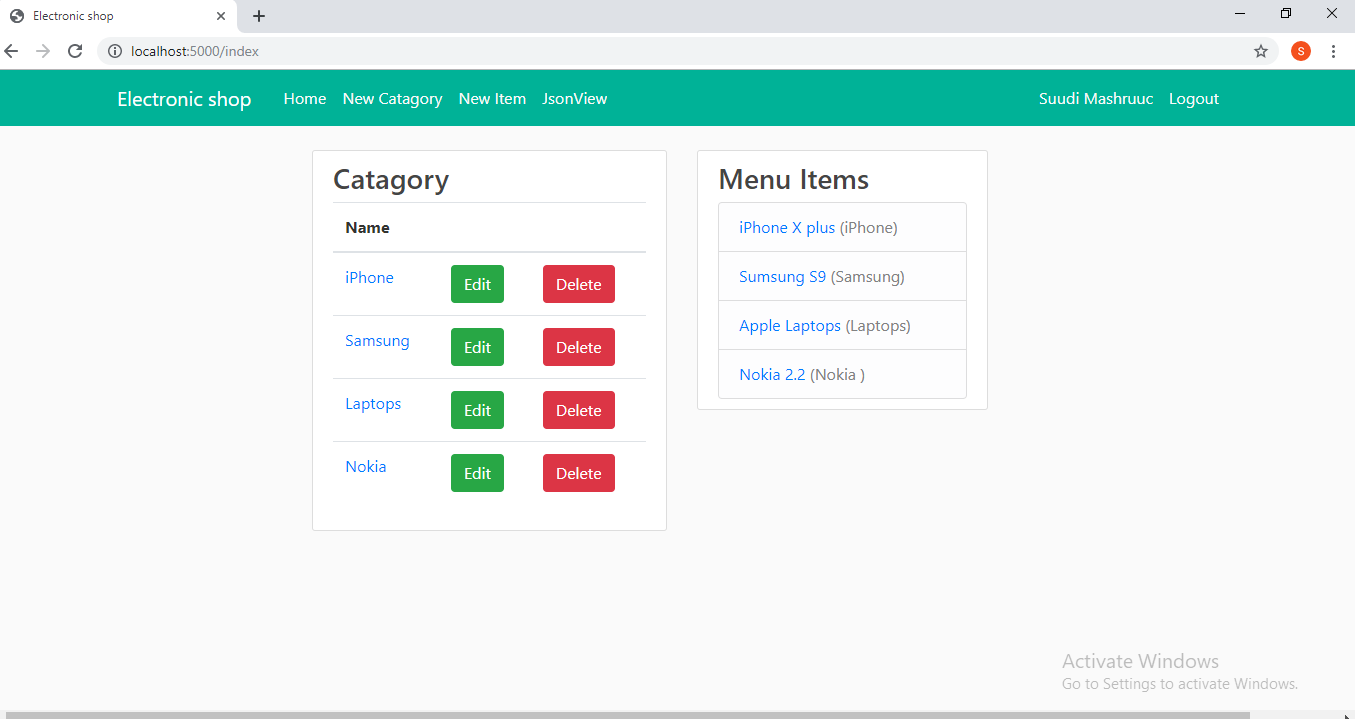 Electronic shop
localhost:5000/index
S
Electronic shop Home New Catagory New Item JsonView Suudi Mashruuc Logout
Catagory
Name
iPhone Edit Delete
Samsung Edit Delete
Laptops Edit Delete
Nokia Edit Delete
Menu Items
iPhone X plus (iPhone)
Sumsung S9 (Samsung)
Apple Laptops (Laptops)
Nokia 2.2 (Nokia )
Activate Windows
Go to Settings to activate Windows.